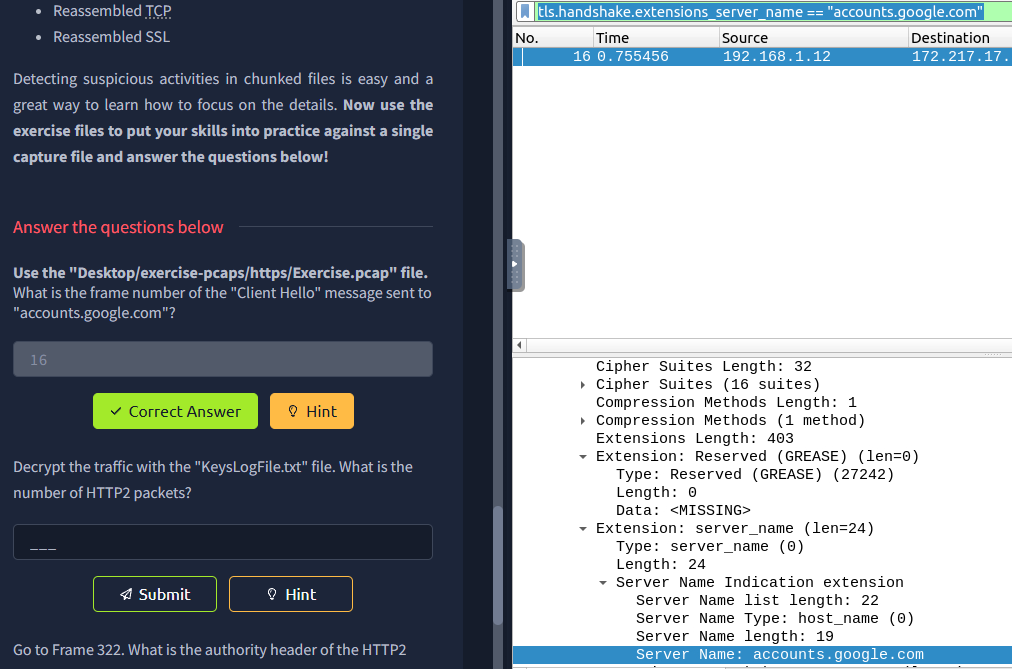 Reassembled TCP
Reassembled SSL
Detecting suspicious activities in chunked files is easy and a
great way to learn how to focus on the details. Now use the
exercise files to put your skills into practice against a single
capture file and answer the questions below!
Answer the questions below
Use the "Desktop/exercise-pcaps/https/Exercise.pcap" file.
What is the frame number of the "Client Hello" message sent to
"accounts.google.com"?
16
Correct Answer
Hint
Decrypt the traffic with the "KeysLogFile.txt" file. What is the
number of HTTP2 packets?
___
Submit
Hint
Go to Frame 322. What is the authority header of the HTTP2
tls.handshake.extensions_server_name == "accounts.google.com"
No. Time Source Destination
16 0.755456 192.168.1.12 172.217.17.
Cipher Suites Length: 32
Cipher Suites (16 suites)
Compression Methods Length: 1
Compression Methods (1 method)
Extensions Length: 403
Extension: Reserved (GREASE) (len=0)
Type: Reserved (GREASE) (27242)
Length: 0
Data: <MISSING>
Extension: server_name (len=24)
Type: server_name (0)
Length: 24
Server Name Indication extension
Server Name list length: 22
Server Name Type: host_name (0)
Server Name length: 19
Server Name: accounts.google.com